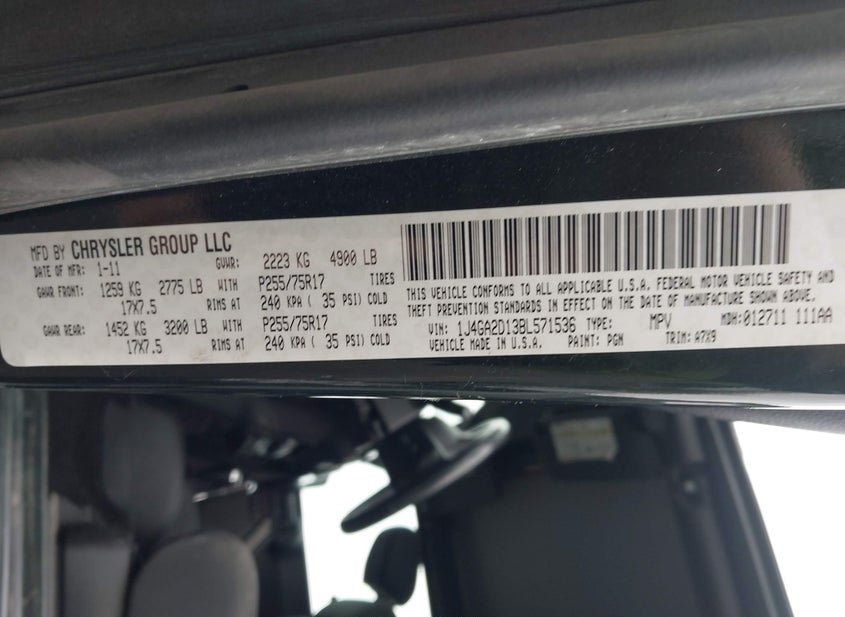 MFD BY CHRYSLER GROUP LLC
DATE OF MFR: 1-11 GVWR: 2223 KG 4900 LB
GAWR FRONT: 1259 KG 2775 LB WITH P255/75R17 TIRES
17X7.5 RIMS AT 240 KPA ( 35 PSI) COLD
GAWR REAR: 1452 KG 3200 LB WITH P255/75R17 TIRES
17X7.5 RIMS AT 240 KPA ( 35 PSI) COLD
THIS VEHICLE CONFORMS TO ALL APPLICABLE U.S.A. FEDERAL MOTOR VEHICLE SAFETY AND
THEFT PREVENTION STANDARDS IN EFFECT ON THE DATE OF MANUFACTURE SHOWN ABOVE.
VIN: 1J4GA2D13BL571536 TYPE: MPV MDH:012711 111AA
VEHICLE MADE IN U.S.A. PAINT: PGN TRIM: A7X9